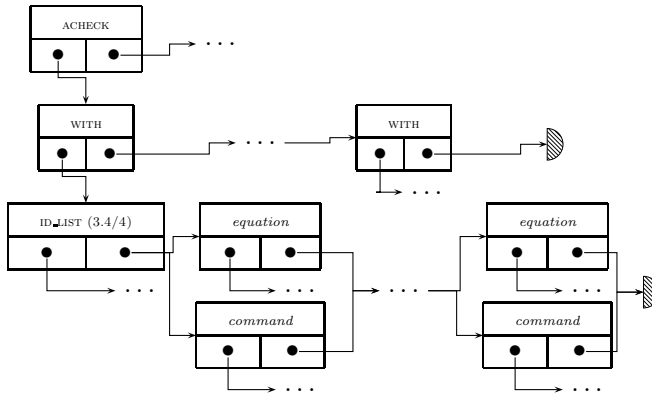 ACHECK
· · ·
WITH
· · ·
WITH
· · ·
ID_LIST (3.4/4)
equation
equation
· · ·
· · ·
· · ·
· · ·
command
command
· · ·
· · ·